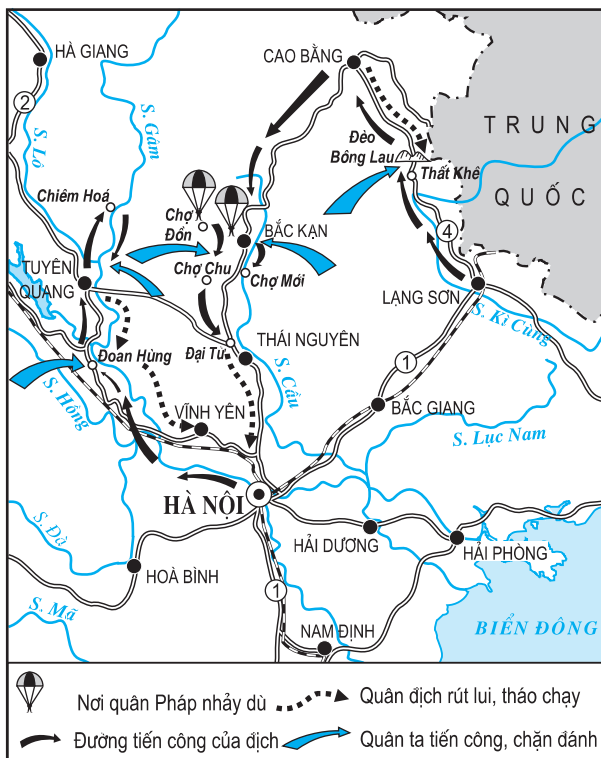 HÀ GIANG
CAO BẰNG
2
S. Lô
S. Gâm
TRUNG
QUỐC
Đèo
Bông Lau
Thất Khê
Chiêm Hoá
Chợ
Đồn
BẮC KẠN
4
TUYÊN
QUANG
Chợ Chu
Chợ Mới
LẠNG SƠN
S. Kì Cùng
Đoan Hùng
Đại Từ
THÁI NGUYÊN
1
S. Hồng
S. Cầu
VĨNH YÊN
BẮC GIANG
S. Lục Nam
HÀ NỘI
S. Đà
HẢI DƯƠNG
HẢI PHÒNG
HOÀ BÌNH
1
S. Mã
NAM ĐỊNH
BIỂN ĐÔNG
Nơi quân Pháp nhảy dù
Quân địch rút lui, tháo chạy
Đường tiến công của địch
Quân ta tiến công, chặn đánh